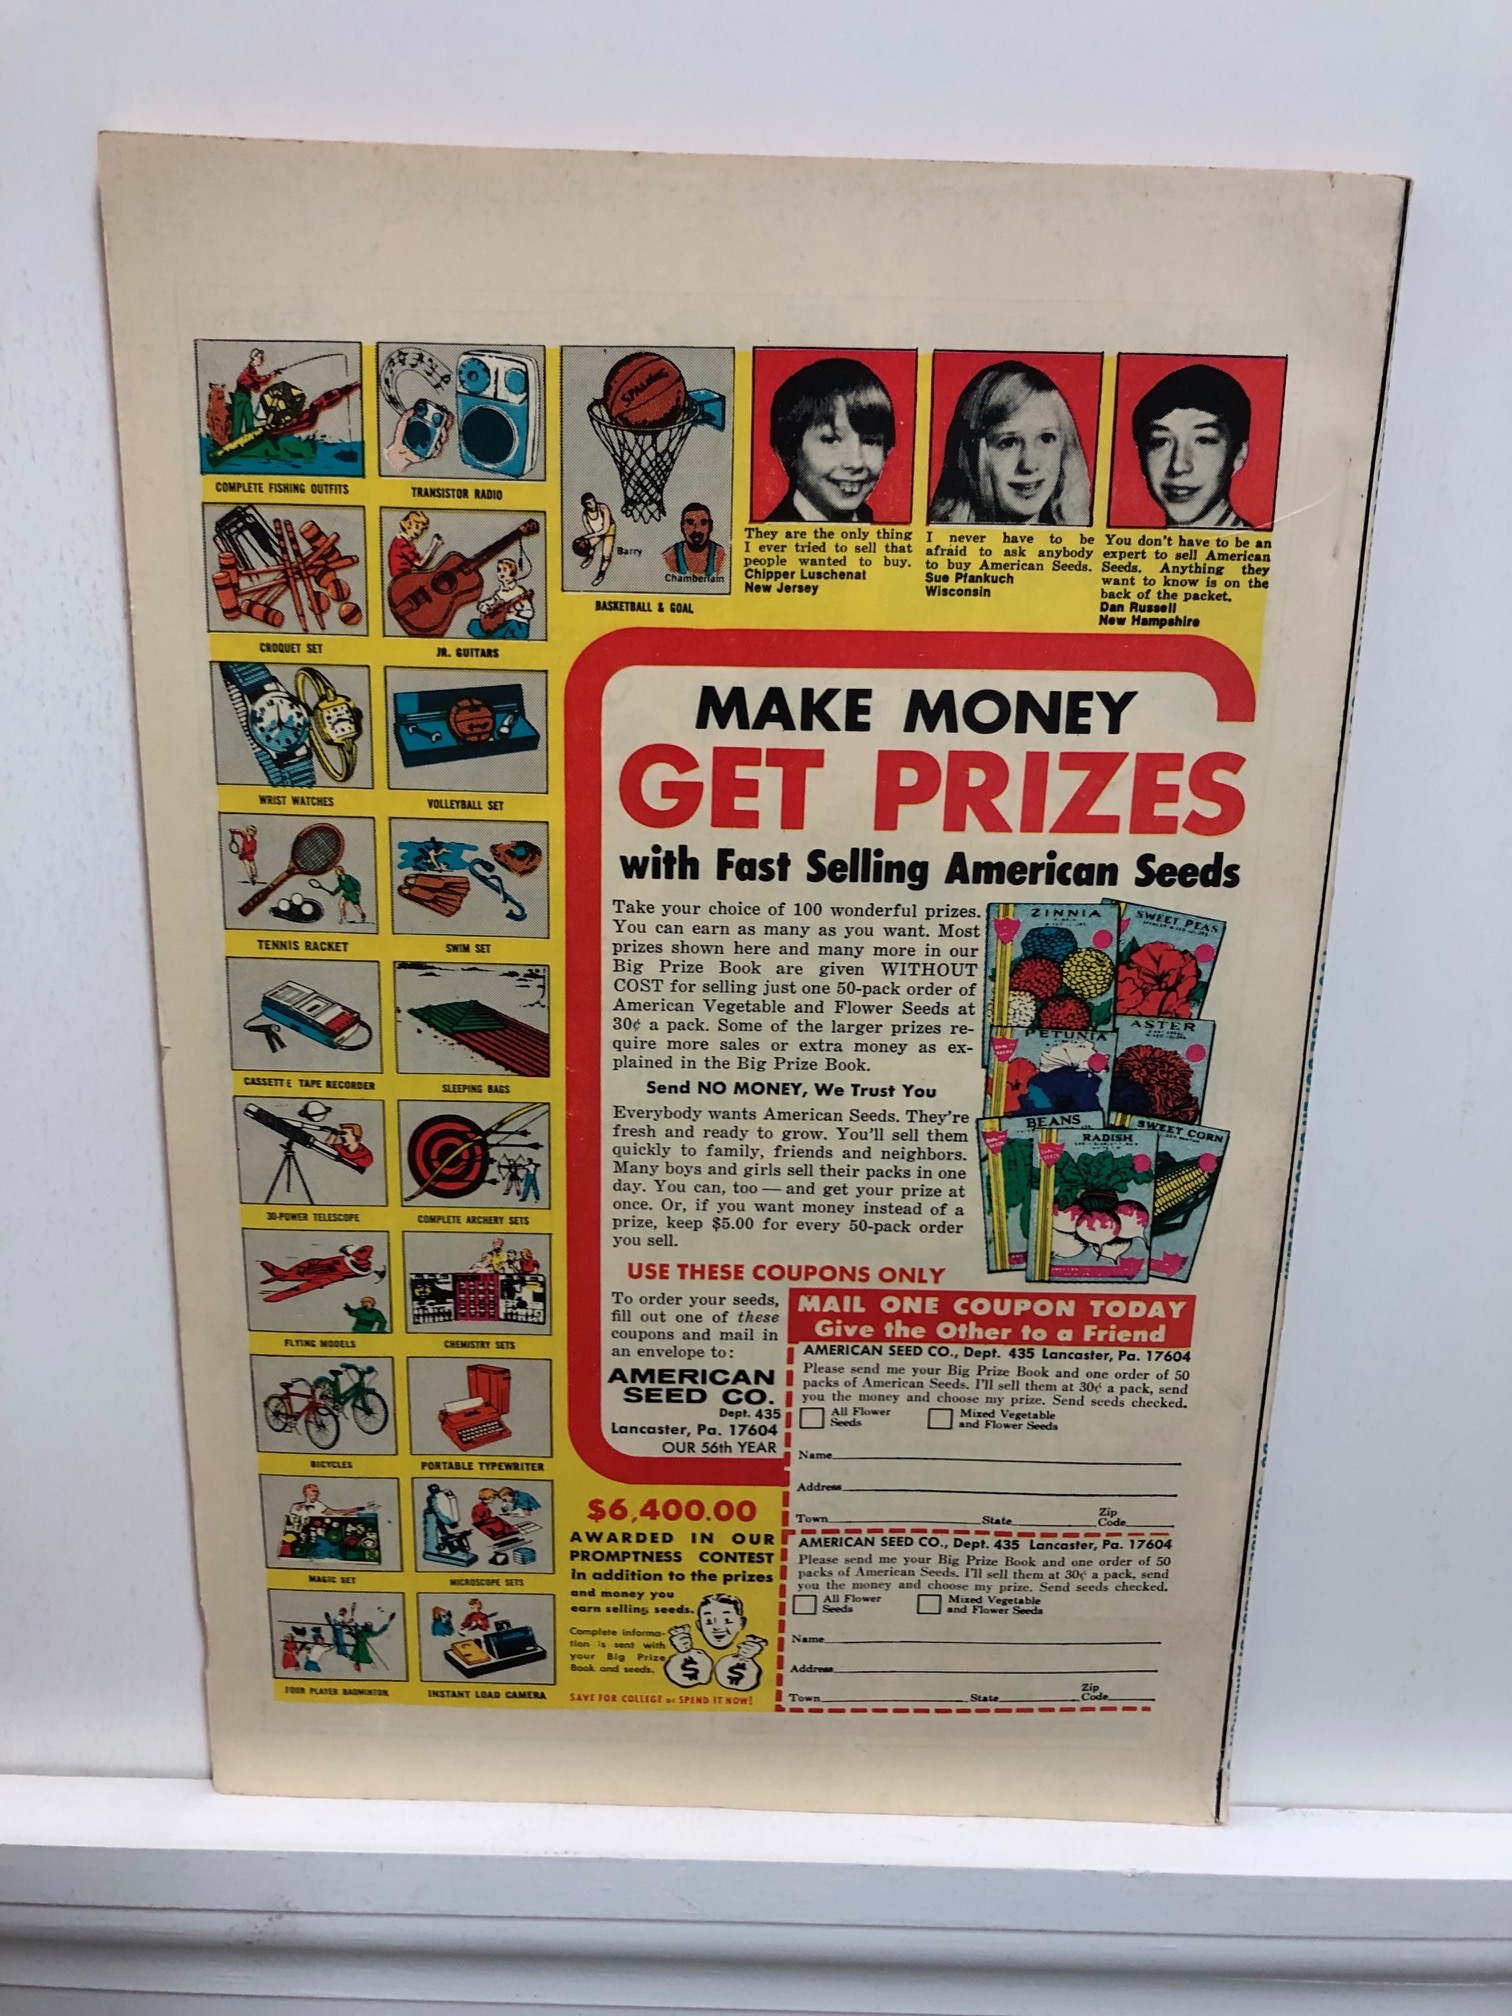 COMPLETE FISHING OUTFITS
TRANSISTOR RADIO
SPALDING
Barry
Chamberlain
BASKETBALL & GOAL
CROQUET SET
JR. GUITARS
WRIST WATCHES
VOLLEYBALL SET
TENNIS RACKET
SWIM SET
CASSETTE TAPE RECORDER
SLEEPING BAGS
30-POWER TELESCOPE
COMPLETE ARCHERY SETS
FLYING MODELS
CHEMISTRY SETS
BICYCLES
PORTABLE TYPEWRITER
MAGIC SET
MICROSCOPE SETS
FOUR PLAYER BADMINTON
INSTANT LOAD CAMERA
They are the only thing
I ever tried to sell that
people wanted to buy.
Chipper Luschenat
New Jersey
I never have to be
afraid to ask anybody
to buy American Seeds.
Sue Pfankuch
Wisconsin
You don't have to be an
expert to sell American
Seeds. Anything they
want to know is on the
back of the packet.
Dan Russell
New Hampshire
MAKE MONEY
GET PRIZES
with Fast Selling American Seeds
Take your choice of 100 wonderful prizes.
You can earn as many as you want. Most
prizes shown here and many more in our
Big Prize Book are given WITHOUT
COST for selling just one 50-pack order of
American Vegetable and Flower Seeds at
30¢ a pack. Some of the larger prizes re-
quire more sales or extra money as ex-
plained in the Big Prize Book.
Send NO MONEY, We Trust You
Everybody wants American Seeds. They're
fresh and ready to grow. You'll sell them
quickly to family, friends and neighbors.
Many boys and girls sell their packs in one
day. You can, too — and get your prize at
once. Or, if you want money instead of a
prize, keep $5.00 for every 50-pack order
you sell.
ZINNIA
SWEET PEAS
PETUNIA
ASTER
BEANS
RADISH
SWEET CORN
USE THESE COUPONS ONLY
To order your seeds,
fill out one of these
coupons and mail in
an envelope to:
AMERICAN
SEED CO.
Dept. 435
Lancaster, Pa. 17604
OUR 56th YEAR
MAIL ONE COUPON TODAY
Give the Other to a Friend
AMERICAN SEED CO., Dept. 435 Lancaster, Pa. 17604
Please send me your Big Prize Book and one order of 50
packs of American Seeds. I'll sell them at 30¢ a pack, send
you the money and choose my prize. Send seeds checked.
All Flower
Seeds
Mixed Vegetable
and Flower Seeds
Name
Address
Town State Zip Code
AMERICAN SEED CO., Dept. 435 Lancaster, Pa. 17604
Please send me your Big Prize Book and one order of 50
packs of American Seeds. I'll sell them at 30¢ a pack, send
you the money and choose my prize. Send seeds checked.
All Flower
Seeds
Mixed Vegetable
and Flower Seeds
Name
Address
Town State Zip Code
$6,400.00
AWARDED IN OUR
PROMPTNESS CONTEST
In addition to the prizes
and money you
earn selling seeds.
Complete informa-
tion is sent with
your Big Prize
Book and seeds.
$ $
SAVE FOR COLLEGE or SPEND IT NOW!